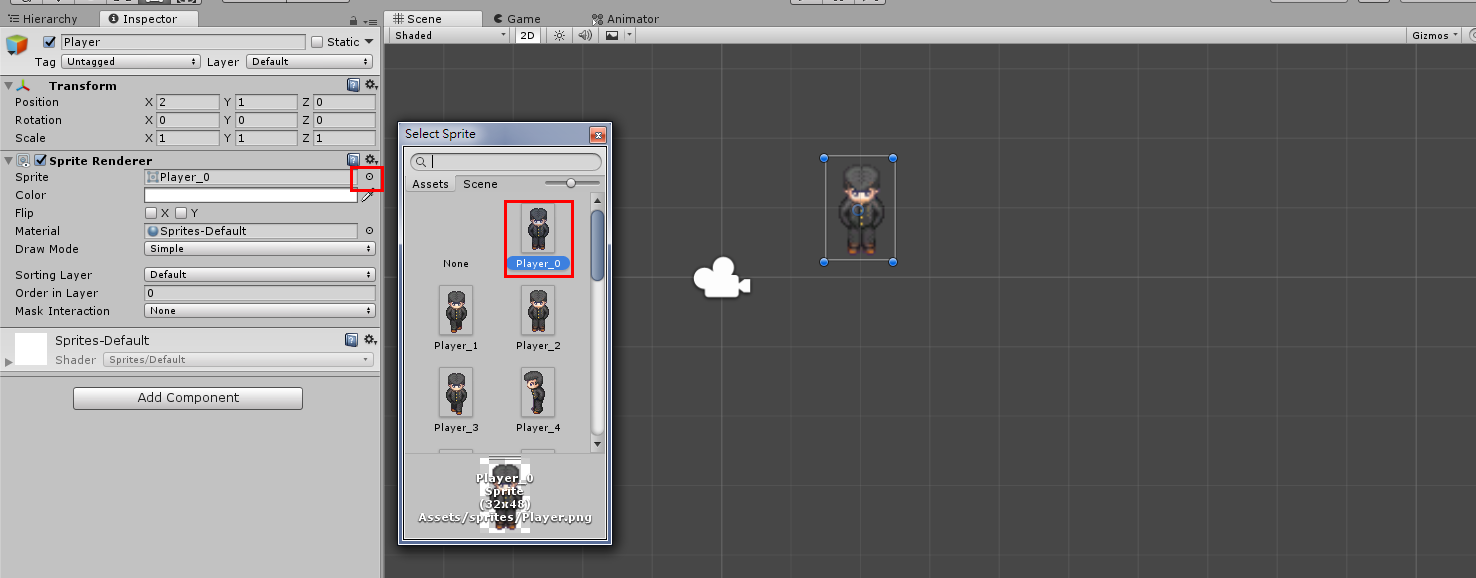 Hierarchy Inspector Scene Game Animator
Player Static Shaded 2D Gizmos
Tag Untagged Layer Default
Transform
Position X 2 Y 1 Z 0
Rotation X 0 Y 0 Z 0
Scale X 1 Y 1 Z 1
Sprite Renderer
Sprite Player_0
Color
Flip X Y
Material Sprites-Default
Draw Mode Simple
Sorting Layer Default
Order in Layer 0
Mask Interaction None
Sprites-Default
Shader Sprites/Default
Add Component
Select Sprite
Assets Scene
None Player_0
Player_1 Player_2
Player_3 Player_4
Player_0
Sprite
(32x48)
Assets/sprites/Player.png